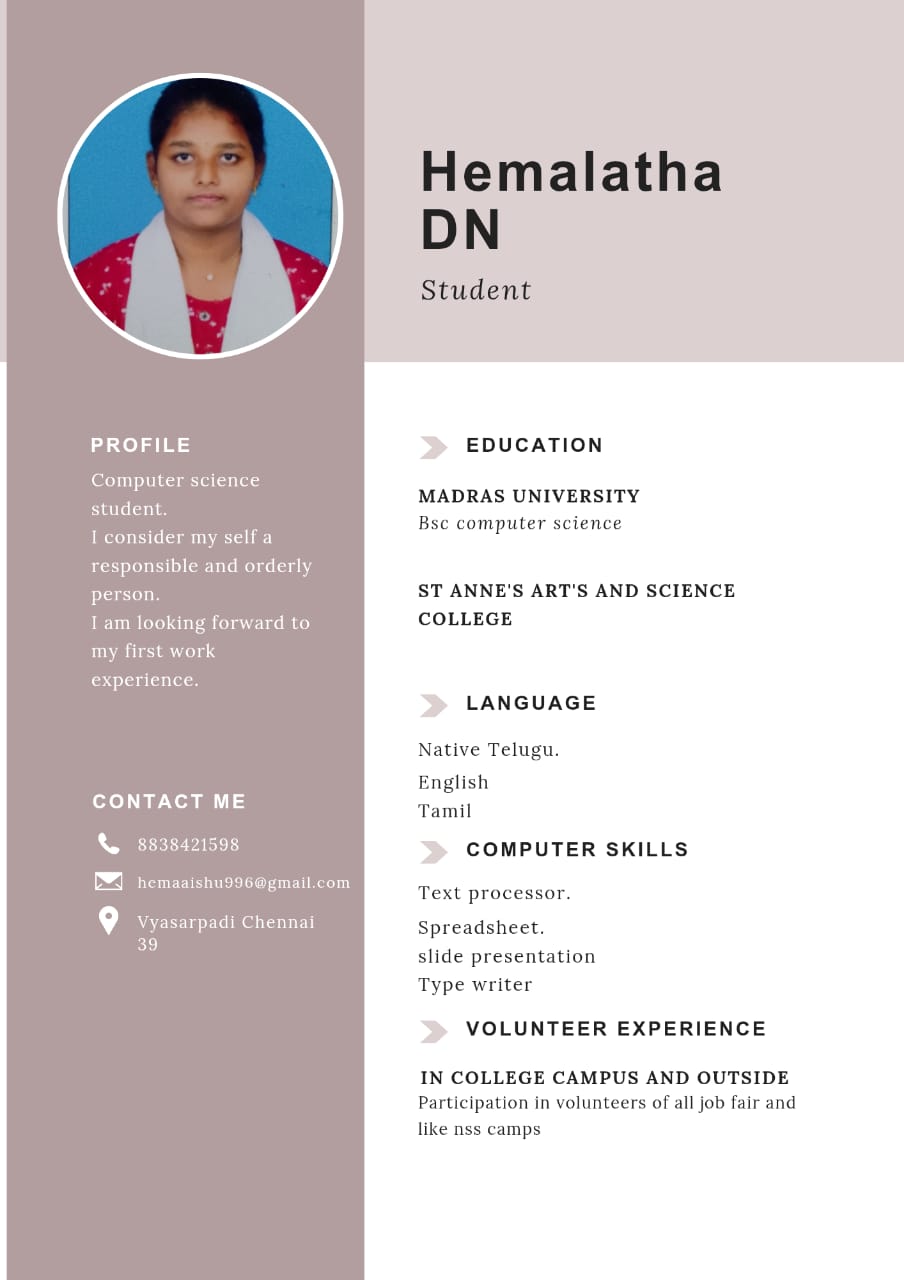 Hemalatha
DN
Student
PROFILE
Computer science
student.
I consider my self a
responsible and orderly
person.
I am looking forward to
my first work
experience.
CONTACT ME
8838421598
hemaaishu996@gmail.com
Vyasarpadi Chennai
39
EDUCATION
MADRAS UNIVERSITY
Bsc computer science
ST ANNE'S ART'S AND SCIENCE
COLLEGE
LANGUAGE
Native Telugu.
English
Tamil
COMPUTER SKILLS
Text processor.
Spreadsheet.
slide presentation
Type writer
VOLUNTEER EXPERIENCE
IN COLLEGE CAMPUS AND OUTSIDE
Participation in volunteers of all job fair and
like nss camps